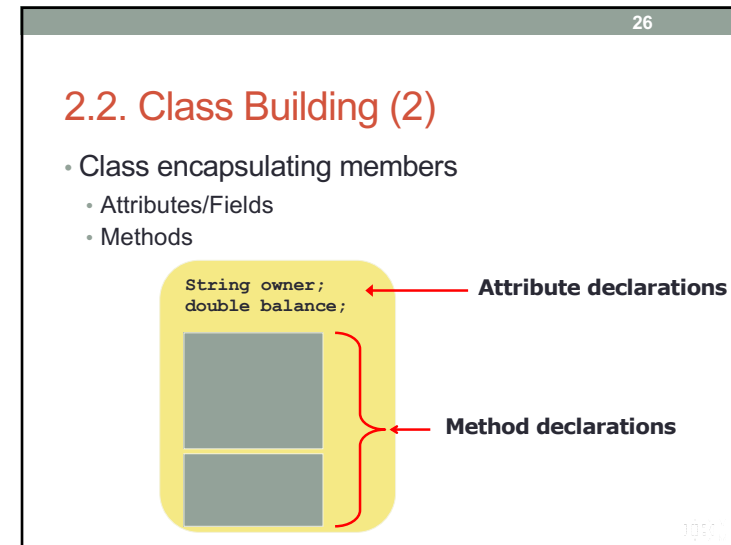 26
2.2. Class Building (2)
• Class encapsulating members
• Attributes/Fields
• Methods
String owner;
double balance;
Attribute declarations
Method declarations